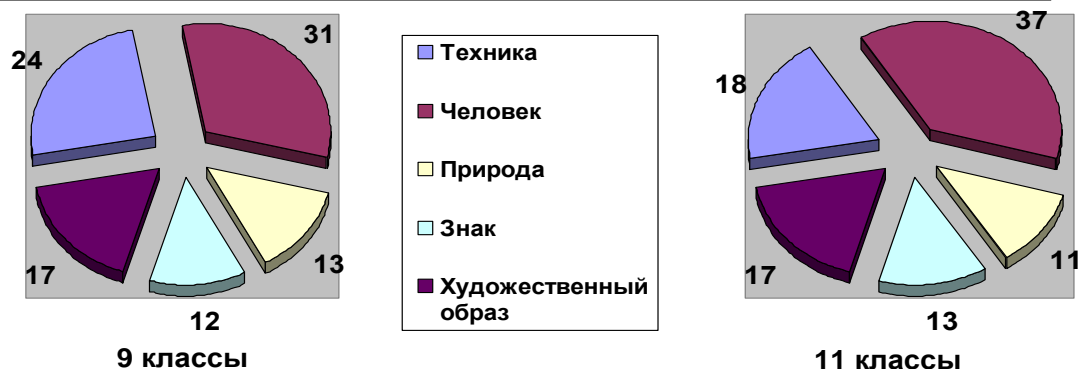 24
31
17
12
13
9 классы
Техника
Человек
Природа
Знак
Художественный
образ
18
37
17
13
11
11 классы